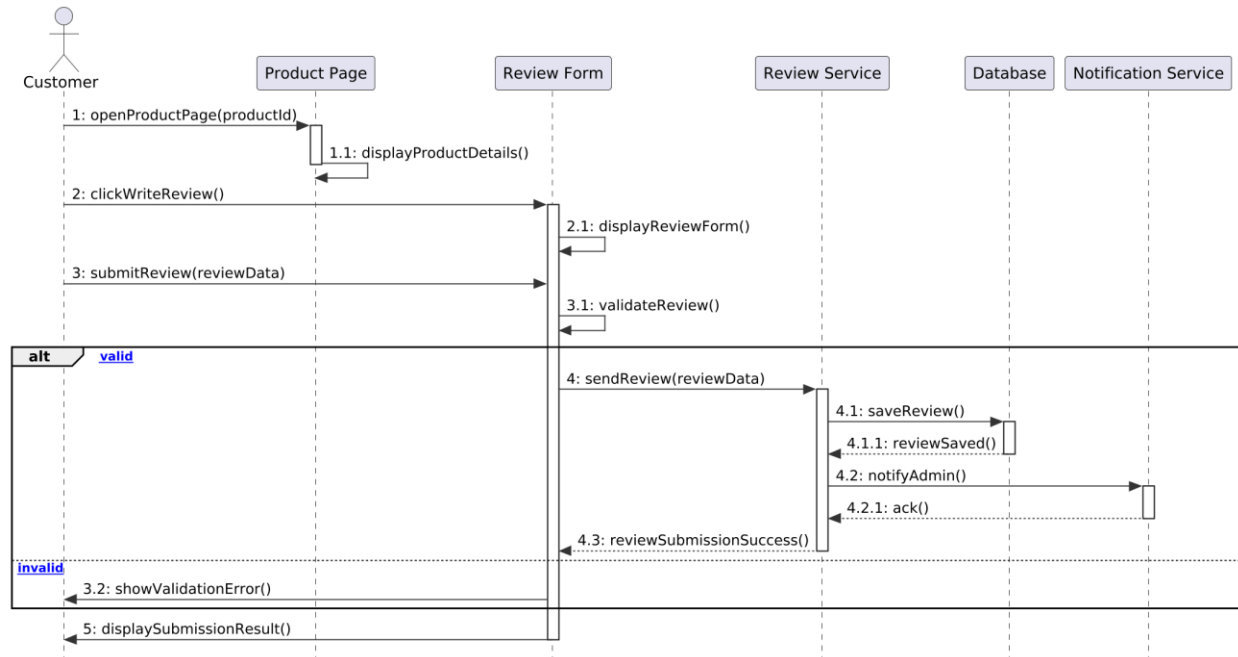 Customer
Product Page
Review Form
Review Service
Database
Notification Service
1: openProductPage(productId)
1.1: displayProductDetails()
2: clickWriteReview()
2.1: displayReviewForm()
3: submitReview(reviewData)
3.1: validateReview()
alt
valid
4: sendReview(reviewData)
4.1: saveReview()
4.1.1: reviewSaved()
4.2: notifyAdmin()
4.2.1: ack()
4.3: reviewSubmissionSuccess()
invalid
3.2: showValidationError()
5: displaySubmissionResult()